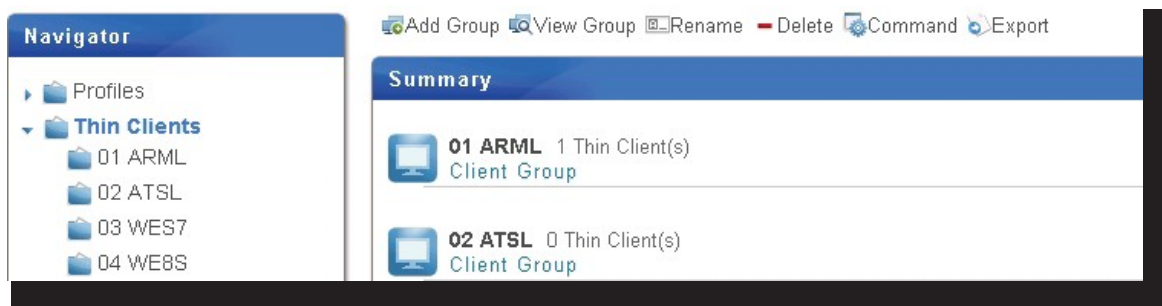 Navigator
Profiles
Thin Clients
01 ARML
02 ATSL
03 WES7
04 WE8S
Add Group View Group Rename Delete Command Export
Summary
01 ARML 1 Thin Client(s)
Client Group
02 ATSL 0 Thin Client(s)
Client Group